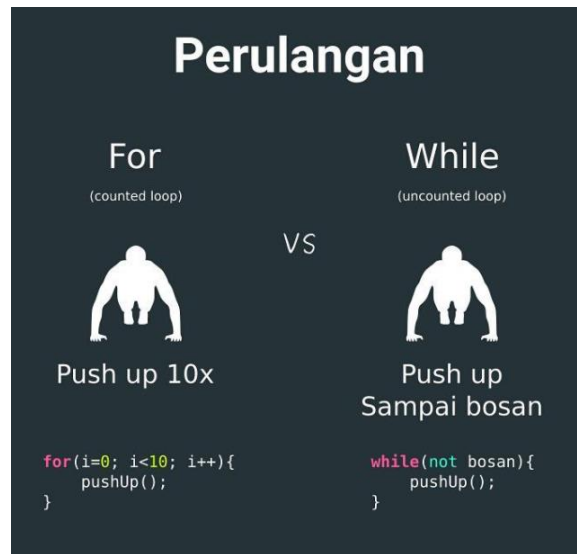 Perulangan
For
(counted loop)
Push up 10x
for(i=0; i<10; i++){
    pushUp();
}
VS
While
(uncounted loop)
Push up
Sampai bosan
while(not bosan){
    pushUp();
}